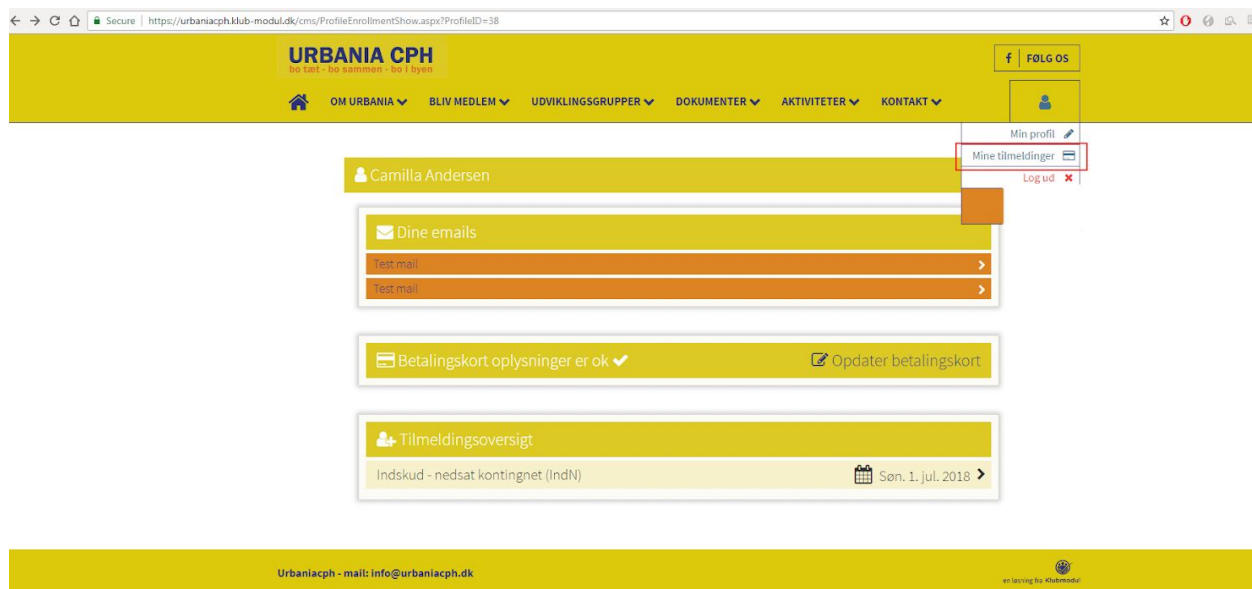 Secure | https://urbaniacph.klub-modul.dk/cms/ProfileEnrollmentShow.aspx?ProfileID=38
URBANIA CPH
bo tæt - bo sammen - bo i byen
f FØLG OS
OM URBANIA BLIV MEDLEM UDVIKLINGSGRUPPER DOKUMENTER AKTIVITETER KONTAKT
Min profil
Mine tilmeldinger
Log ud
Camilla Andersen
Dine emails
Test mail
Test mail
Betalingskort oplysninger er ok Opdater betalingskort
Tilmeldingsoversigt
Indskud - nedsat kontingnet (IndN) Søn. 1. jul. 2018
Urbaniacph - mail: info@urbaniacph.dk
en løsning fra Klubmodul